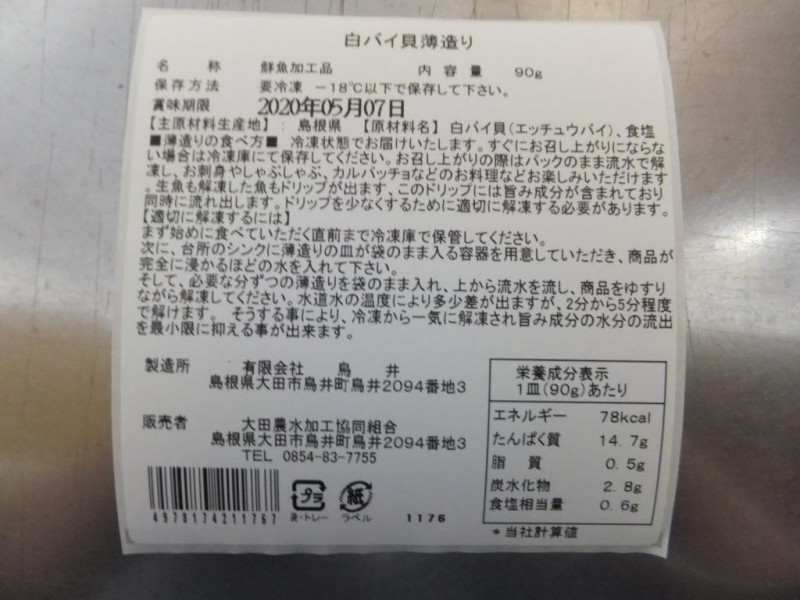 白バイ貝薄造り
名称 鮮魚加工品 内容量 90g
保存方法 要冷凍 －18℃以下で保存して下さい。
賞味期限 2020年05月07日
【主原材料生産地】：島根県 【原材料名】白バイ貝（エッチュウバイ）、食塩
■薄造りの食べ方■ 冷凍状態でお届けいたします。すぐにお召し上がりにならな
い場合は冷凍庫にて保存してください。お召し上がりの際はパックのまま流水で解
凍し、お刺身やしゃぶしゃぶ、カルパッチョなどのお料理などお楽しみいただけます
。生魚も解凍した魚もドリップが出ます、このドリップには旨み成分が含まれており
同時に流れ出します。ドリップを少なくするために適切に解凍する必要があります。
【適切に解凍するには】
まず始めに食べていただく直前まで冷凍庫で保管してください。
次に、台所のシンクに薄造りの皿が袋のまま入る容器を用意していただき、商品が
完全に浸かるほどの水を入れて下さい。
そして、必要な分ずつの薄造りを袋のまま入れ、上から流水を流し、商品をゆすり
ながら解凍してください。水道水の温度により多少差が出ますが、2分から5分程度
で解けます。 そうする事により、冷凍から一気に解凍され旨み成分の水分の流出
を最小限に抑える事が出来ます。
製造所 有限会社 鳥井
島根県大田市鳥井町鳥井2094番地3
販売者 大田農水加工協同組合
島根県大田市鳥井町鳥井2094番地3
TEL 0854-83-7755
栄養成分表示
1皿(90g)あたり
エネルギー 78kcal
たんぱく質 14.7g
脂質 0.5g
炭水化物 2.8g
食塩相当量 0.6g
＊当社計算値
4978174211767
プラ
袋・トレー
紙
ラベル
1176